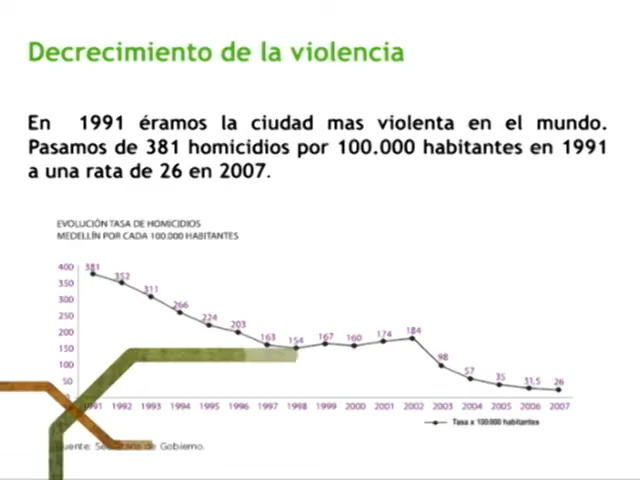 Decrecimiento de la violencia
En 1991 éramos la ciudad mas violenta en el mundo.
Pasamos de 381 homicidios por 100.000 habitantes en 1991
a una rata de 26 en 2007.
EVOLUCIÓN TASA DE HOMICIDIOS
MEDELLÍN POR CADA 100.000 HABITANTES
400
350
300
250
200
150
100
50
381 352 311 266 224 203 163 154 167 160 174 184 98 57 35 31,5 26
1991 1992 1993 1994 1995 1996 1997 1998 1999 2000 2001 2002 2003 2004 2005 2006 2007
Tasa x 100.000 habitantes
de Gobierno.